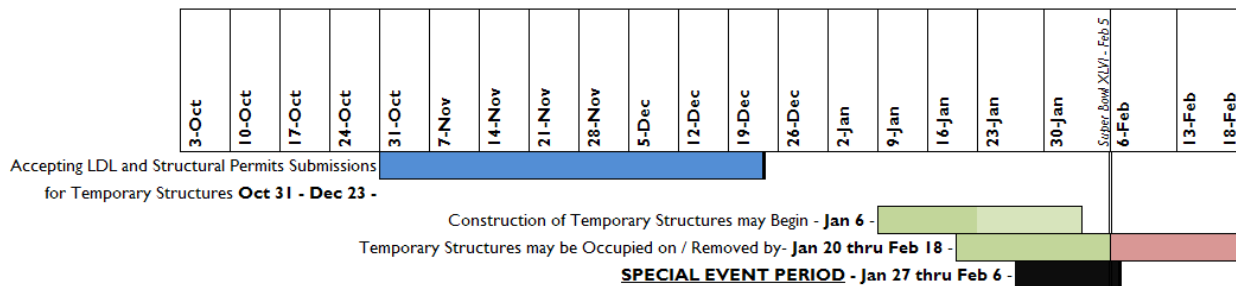 3-Oct
10-Oct
17-Oct
24-Oct
31-Oct
7-Nov
14-Nov
21-Nov
28-Nov
5-Dec
12-Dec
19-Dec
26-Dec
2-Jan
9-Jan
16-Jan
23-Jan
30-Jan
Super Bowl XLVI - Feb 5
6-Feb
13-Feb
18-Feb
Accepting LDL and Structural Permits Submissions
for Temporary Structures Oct 31 - Dec 23 -
Construction of Temporary Structures may Begin - Jan 6 -
Temporary Structures may be Occupied on / Removed by- Jan 20 thru Feb 18 -
SPECIAL EVENT PERIOD - Jan 27 thru Feb 6 -